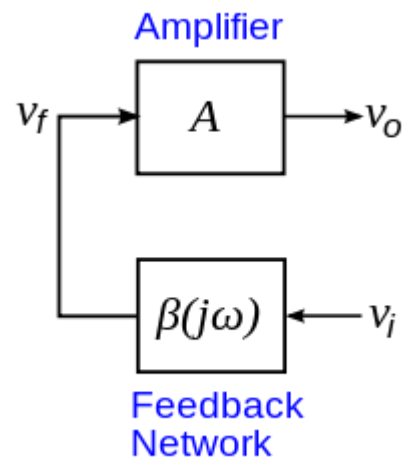 Amplifier
v_f
A
v_o
β(jω)
v_i
Feedback
Network